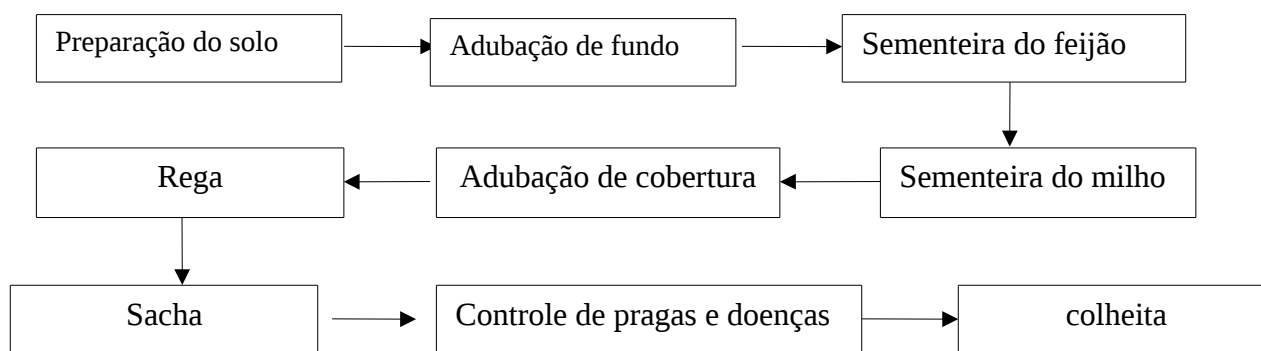 Preparação do solo
Adubação de fundo
Sementeira do feijão
Sementeira do milho
Adubação de cobertura
Rega
Sacha
Controle de pragas e doenças
colheita